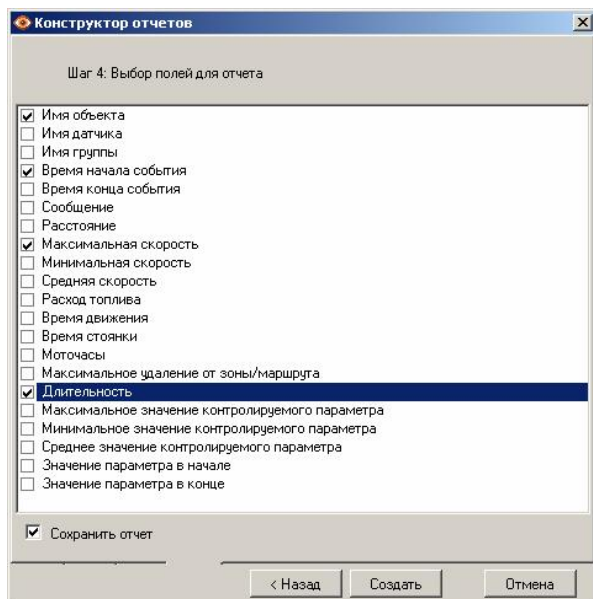 Конструктор отчетов
Шаг 4: Выбор полей для отчета
Имя объекта
Имя датчика
Имя группы
Время начала события
Время конца события
Сообщение
Расстояние
Максимальная скорость
Минимальная скорость
Средняя скорость
Расход топлива
Время движения
Время стоянки
Моточасы
Максимальное удаление от зоны/маршрута
Длительность
Максимальное значение контролируемого параметра
Минимальное значение контролируемого параметра
Среднее значение контролируемого параметра
Значение параметра в начале
Значение параметра в конце
Сохранить отчет
< Назад Создать Отмена